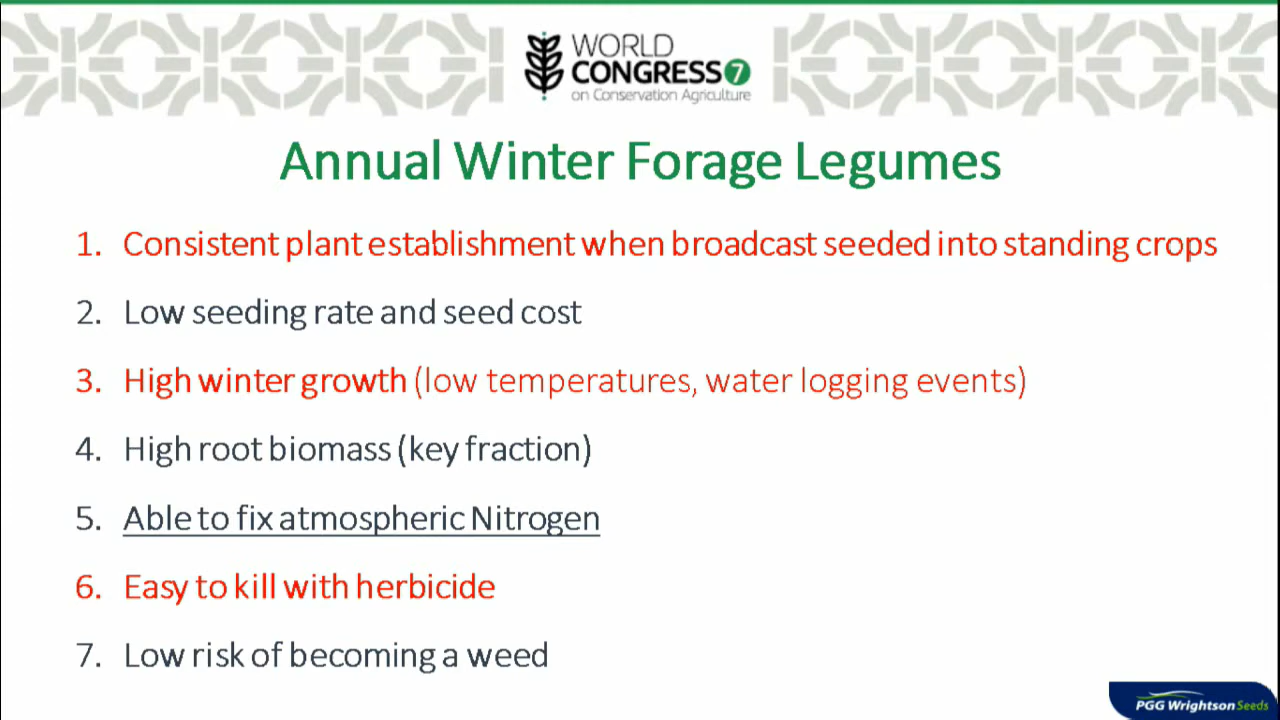 WORLD
CONGRESS 7
on Conservation Agriculture
Annual Winter Forage Legumes
1. Consistent plant establishment when broadcast seeded into standing crops
2. Low seeding rate and seed cost
3. High winter growth (low temperatures, water logging events)
4. High root biomass (key fraction)
5. Able to fix atmospheric Nitrogen
6. Easy to kill with herbicide
7. Low risk of becoming a weed
PGG Wrightson Seeds